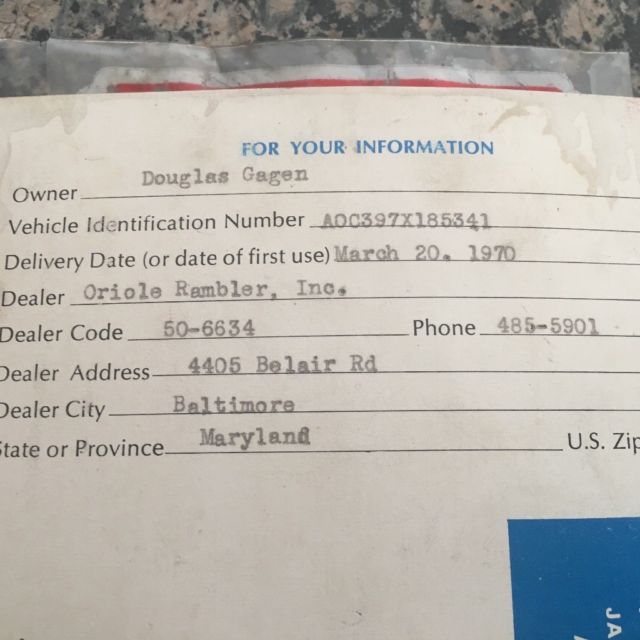 FOR YOUR INFORMATION
Owner Douglas Gagen
Vehicle Identification Number AOC397X185341
Delivery Date (or date of first use) March 20. 1970
Dealer Oriole Rambler, Inc.
Dealer Code 50-6634 Phone 485-5901
Dealer Address 4405 Belair Rd
Dealer City Baltimore
State or Province Maryland U.S. Zip
JA